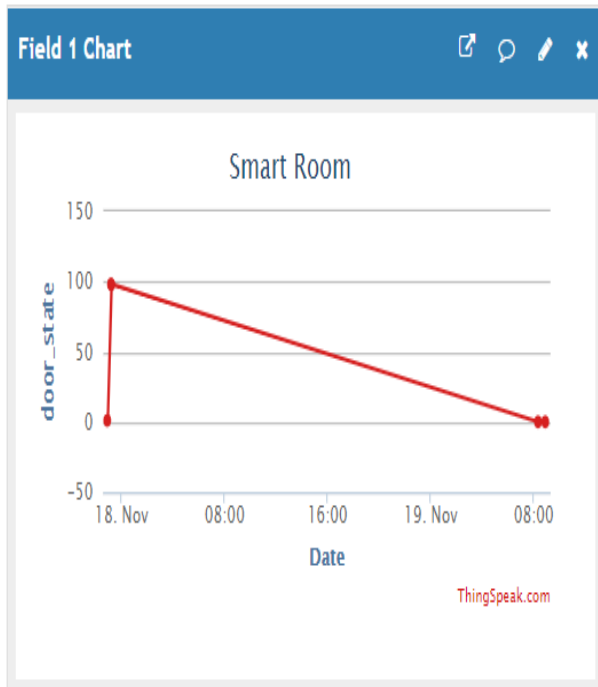 Field 1 Chart
Smart Room
150
100
50
0
−50
door_state
18. Nov 08:00 16:00 19. Nov 08:00
Date
ThingSpeak.com